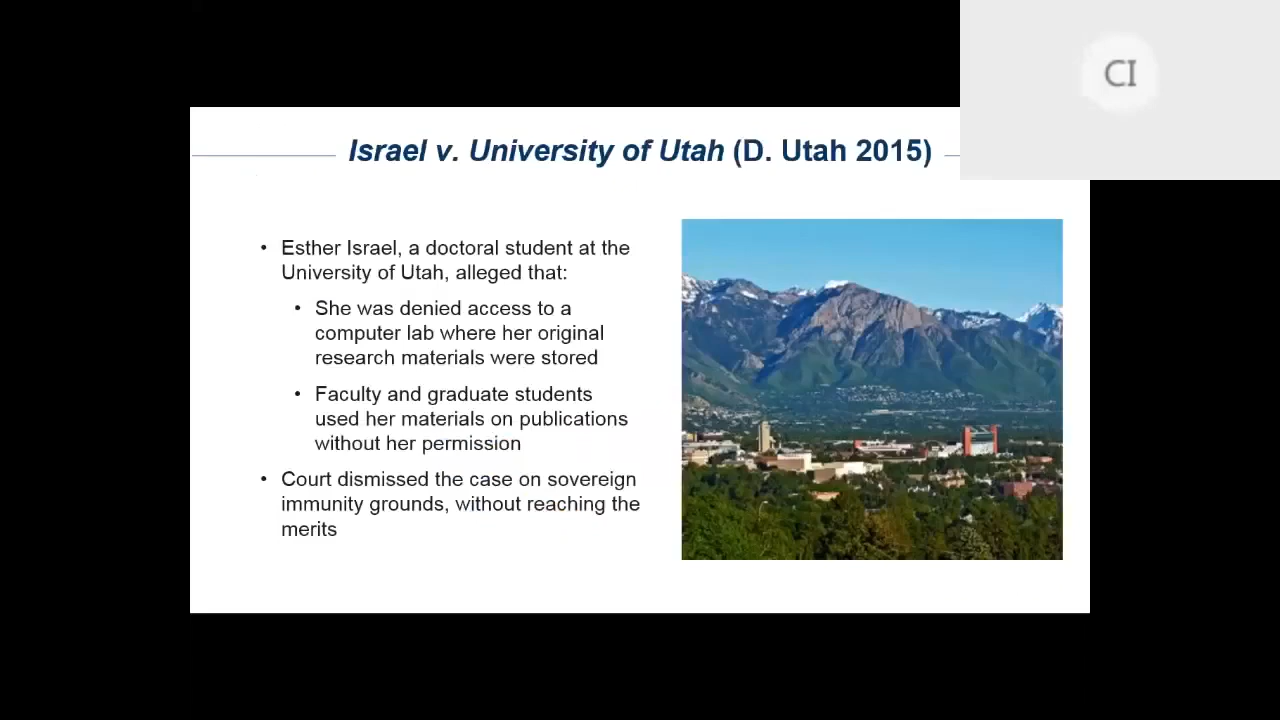 CI
Israel v. University of Utah (D. Utah 2015)
• Esther Israel, a doctoral student at the
University of Utah, alleged that:
• She was denied access to a
computer lab where her original
research materials were stored
• Faculty and graduate students
used her materials on publications
without her permission
• Court dismissed the case on sovereign
immunity grounds, without reaching the
merits